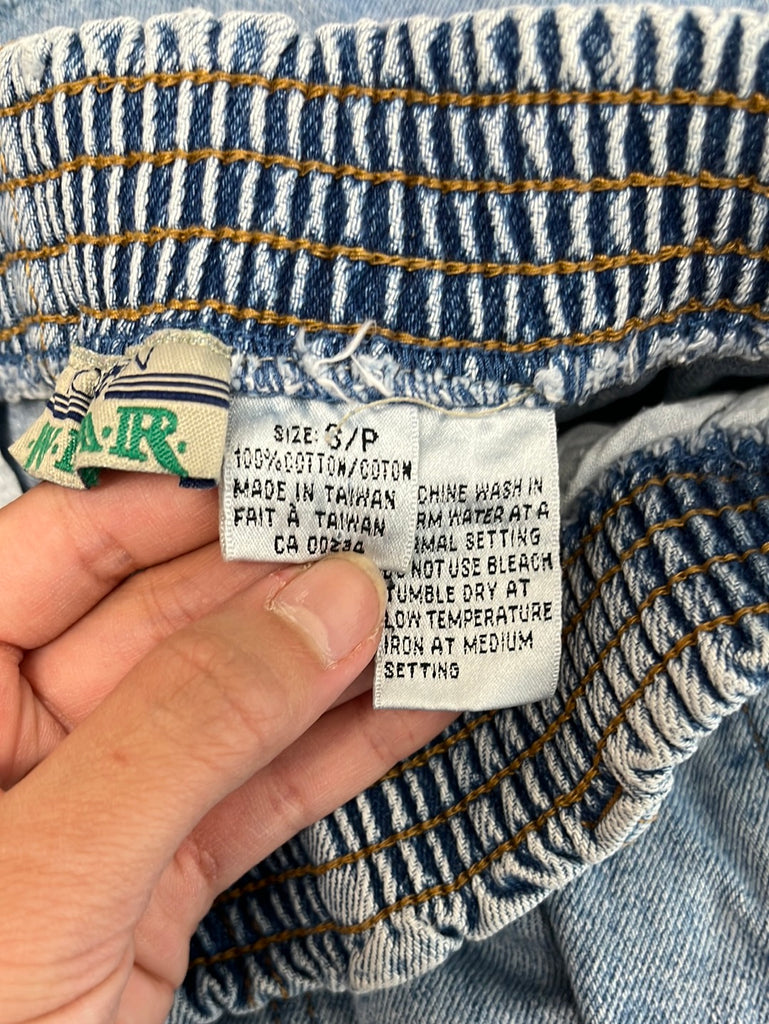 SIZE: S/P
100% COTTON/COTON
MADE IN TAIWAN
FAIT À TAIWAN
CA 00234
CHINE WASH IN
RM WATER AT A
MAL SETTING
NOT USE BLEACH
TUMBLE DRY AT
LOW TEMPERATURE
IRON AT MEDIUM
SETTING